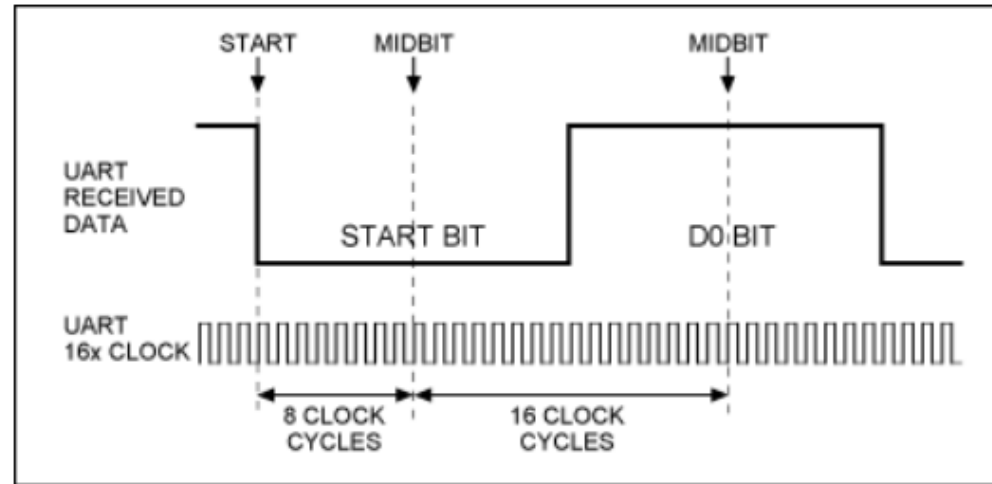 START
MIDBIT
MIDBIT
UART
RECEIVED
DATA
START BIT
D0 BIT
UART
16x CLOCK
8 CLOCK
CYCLES
16 CLOCK
CYCLES